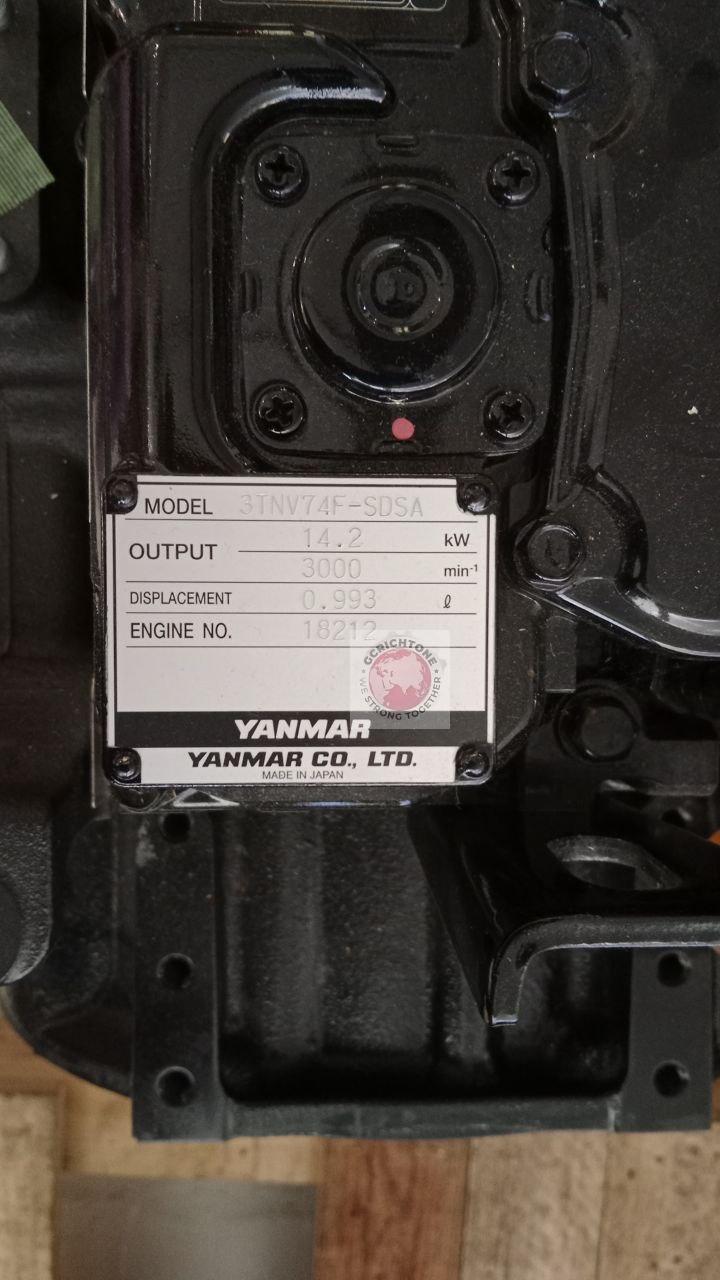 MODEL 3TNV74F-SDSA
OUTPUT 14.2 kW
3000 min-1
DISPLACEMENT 0.993 ℓ
ENGINE NO. 18212
GCRICHTONE
WE STRONG TOGETHER
YANMAR
YANMAR CO., LTD.
MADE IN JAPAN